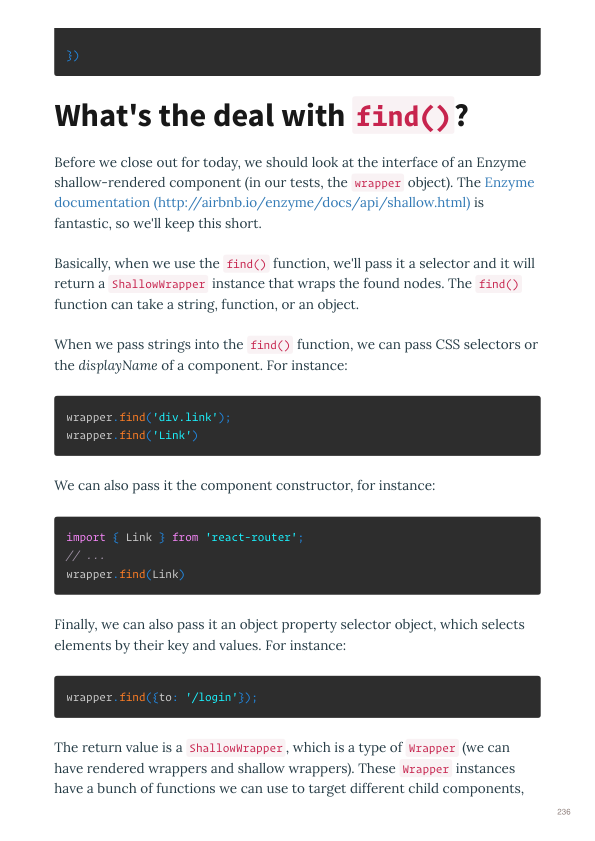 })
What's the deal with find()?
Before we close out for today, we should look at the interface of an Enzyme
shallow-rendered component (in our tests, the wrapper object). The Enzyme
documentation (http://airbnb.io/enzyme/docs/api/shallow.html) is
fantastic, so we'll keep this short.
Basically, when we use the find() function, we'll pass it a selector and it will
return a ShallowWrapper instance that wraps the found nodes. The find()
function can take a string, function, or an object.
When we pass strings into the find() function, we can pass CSS selectors or
the displayName of a component. For instance:
wrapper.find('div.link');
wrapper.find('Link')
We can also pass it the component constructor, for instance:
import { Link } from 'react-router';
// ...
wrapper.find(Link)
Finally, we can also pass it an object property selector object, which selects
elements by their key and values. For instance:
wrapper.find({to: '/login'});
The return value is a ShallowWrapper, which is a type of Wrapper (we can
have rendered wrappers and shallow wrappers). These Wrapper instances
have a bunch of functions we can use to target different child components,
236